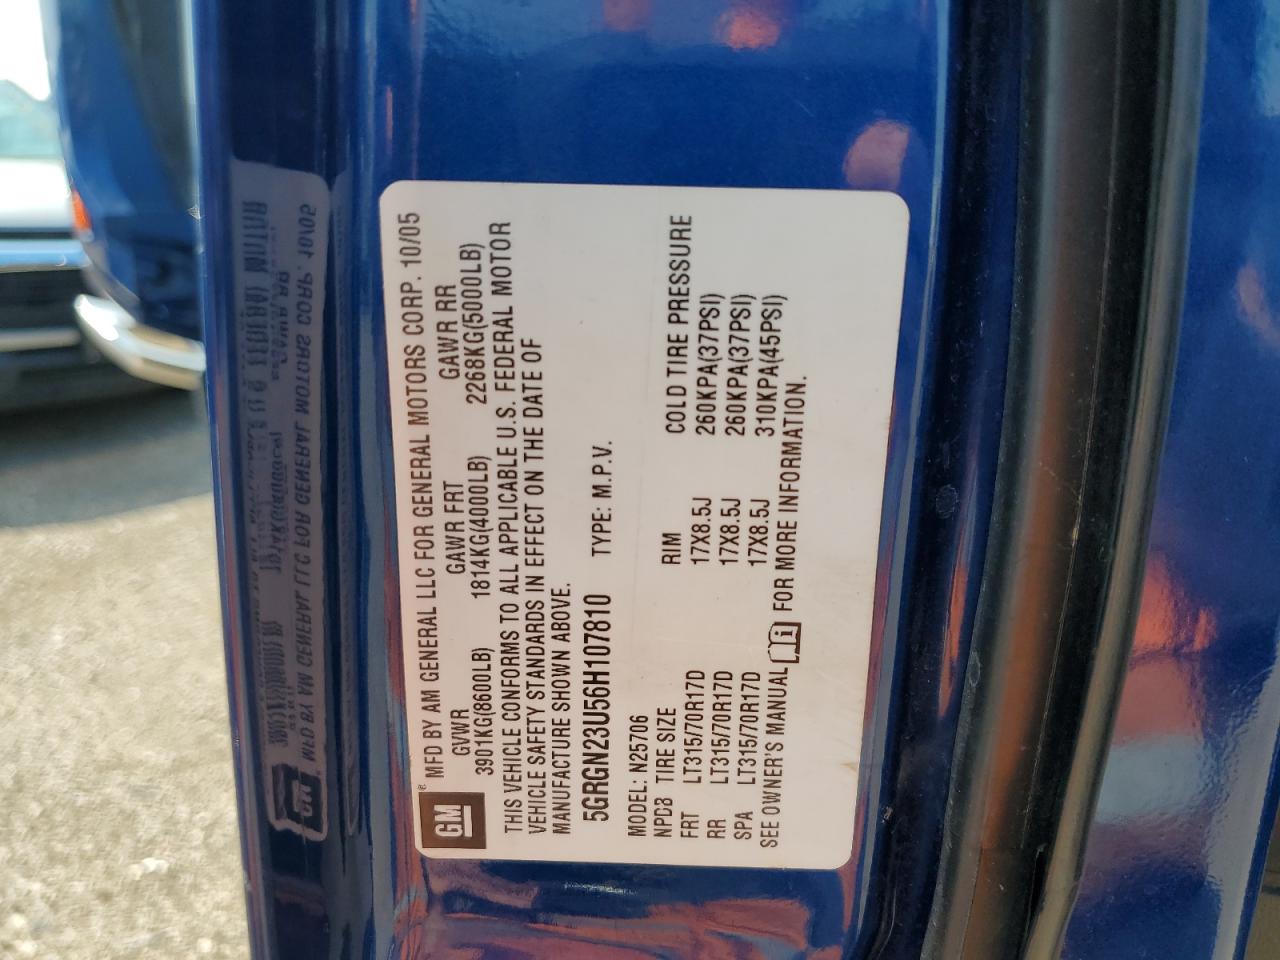 GM® MFD BY AM GENERAL LLC FOR GENERAL MOTORS CORP. 10/05
GVWR GAWR FRT GAWR RR
3901KG(8600LB) 1814KG(4000LB) 2268KG(5000LB)
THIS VEHICLE CONFORMS TO ALL APPLICABLE U.S. FEDERAL MOTOR
VEHICLE SAFETY STANDARDS IN EFFECT ON THE DATE OF
MANUFACTURE SHOWN ABOVE.
5GRGN23U56H107810 TYPE: M.P.V.
MODEL: N25706
NPD8 TIRE SIZE RIM COLD TIRE PRESSURE
FRT LT315/70R17D 17X8.5J 260KPA(37PSI)
RR LT315/70R17D 17X8.5J 260KPA(37PSI)
SPA LT315/70R17D 17X8.5J 310KPA(45PSI)
SEE OWNER'S MANUAL FOR MORE INFORMATION.